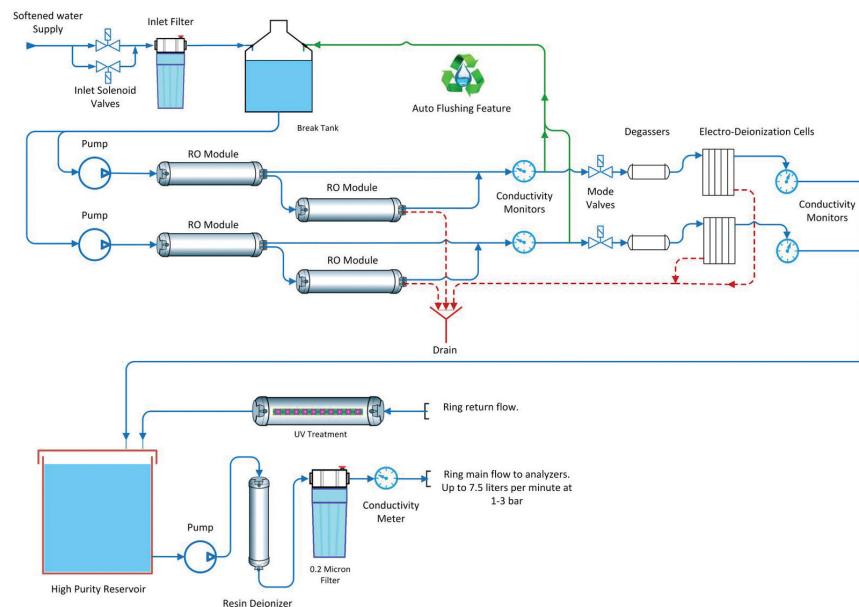 Softened water
Supply
Inlet Filter
Inlet Solenoid
Valves
Break Tank
Auto Flushing Feature
Degassers
Electro-Deionization Cells
Pump
RO Module
RO Module
Conductivity
Monitors
Mode
Valves
Conductivity
Monitors
Pump
RO Module
RO Module
Drain
Ring return flow.
UV Treatment
Ring main flow to analyzers.
Up to 7.5 liters per minute at
1-3 bar
Conductivity
Meter
Pump
0.2 Micron
Filter
High Purity Reservoir
Resin Deionizer